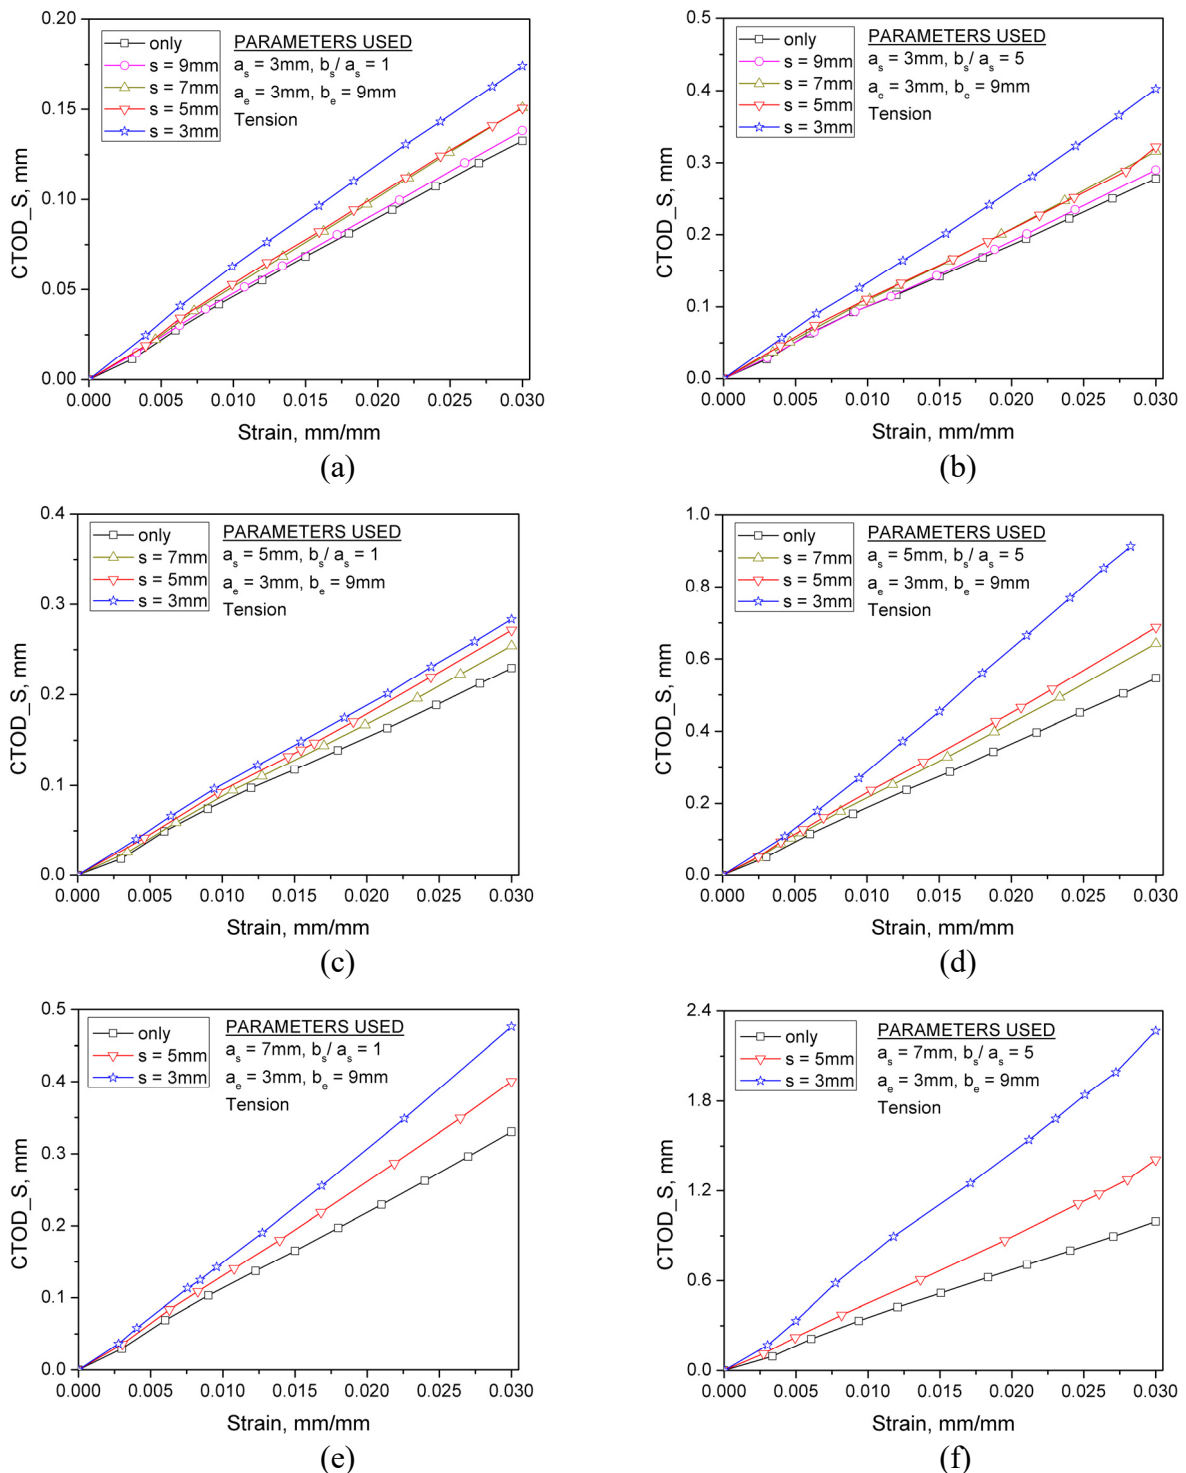 0.20
0.15
0.10
0.05
0.00
CTOD_S, mm
only
s = 9mm
s = 7mm
s = 5mm
s = 3mm
PARAMETERS USED
a_s = 3mm, b_s/ a_s = 1
a_e = 3mm, b_e = 9mm
Tension
0.000 0.005 0.010 0.015 0.020 0.025 0.030
Strain, mm/mm
(a)
0.5
0.4
0.3
0.2
0.1
0.0
CTOD_S, mm
only
s = 9mm
s = 7mm
s = 5mm
s = 3mm
PARAMETERS USED
a_s = 3mm, b_s/ a_s = 5
a_e = 3mm, b_e = 9mm
Tension
0.000 0.005 0.010 0.015 0.020 0.025 0.030
Strain, mm/mm
(b)
0.4
0.3
0.2
0.1
0.0
CTOD_S, mm
only
s = 7mm
s = 5mm
s = 3mm
PARAMETERS USED
a_s = 5mm, b_s/ a_s = 1
a_e = 3mm, b_e = 9mm
Tension
0.000 0.005 0.010 0.015 0.020 0.025 0.030
Strain, mm/mm
(c)
1.0
0.8
0.6
0.4
0.2
0.0
CTOD_S, mm
only
s = 7mm
s = 5mm
s = 3mm
PARAMETERS USED
a_s = 5mm, b_s/ a_s = 5
a_e = 3mm, b_e = 9mm
Tension
0.000 0.005 0.010 0.015 0.020 0.025 0.030
Strain, mm/mm
(d)
0.5
0.4
0.3
0.2
0.1
0.0
CTOD_S, mm
only
s = 5mm
s = 3mm
PARAMETERS USED
a_s = 7mm, b_s/ a_s = 1
a_e = 3mm, b_e = 9mm
Tension
0.000 0.005 0.010 0.015 0.020 0.025 0.030
Strain, mm/mm
(e)
2.4
1.8
1.2
0.6
0.0
CTOD_S, mm
only
s = 5mm
s = 3mm
PARAMETERS USED
a_s = 7mm, b_s/ a_s = 5
a_e = 3mm, b_e = 9mm
Tension
0.000 0.005 0.010 0.015 0.020 0.025 0.030
Strain, mm/mm
(f)